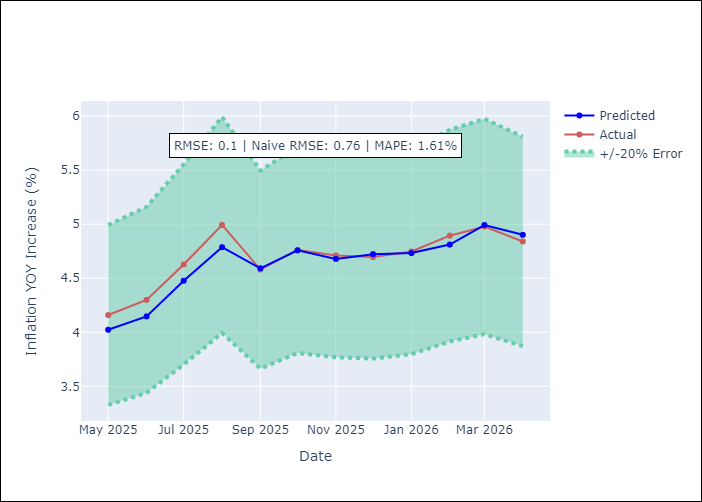 Predicted
Actual
+/-20% Error
RMSE: 0.1 | Naive RMSE: 0.76 | MAPE: 1.61%
6
5.5
5
4.5
4
3.5
Inflation YOY Increase (%)
May 2025
Jul 2025
Sep 2025
Nov 2025
Jan 2026
Mar 2026
Date